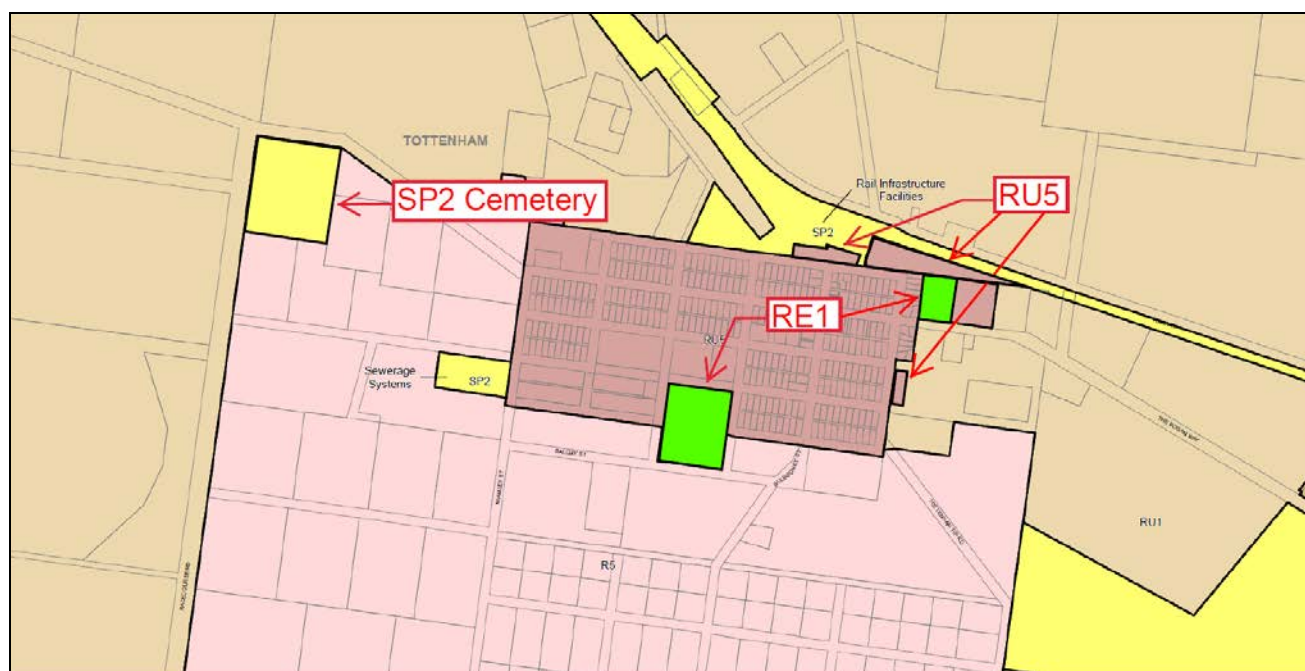 TOTTENHAM
SP2 Cemetery
Rail Infrastructure
Facilities
SP2
RU5
RE1
RU5
Sewerage
Systems
SP2
RU1
R5